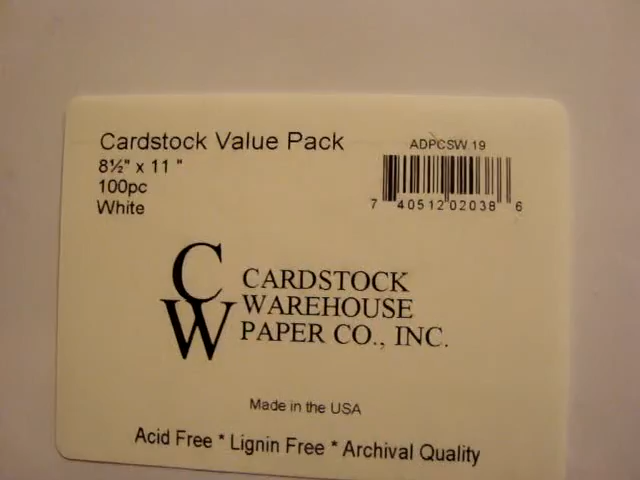 Cardstock Value Pack
8½" x 11 "
100pc
White
ADPCSW.19
7 40512 02038 6
CW
CARDSTOCK
WAREHOUSE
PAPER CO., INC.
Made in the USA
Acid Free * Lignin Free * Archival Quality